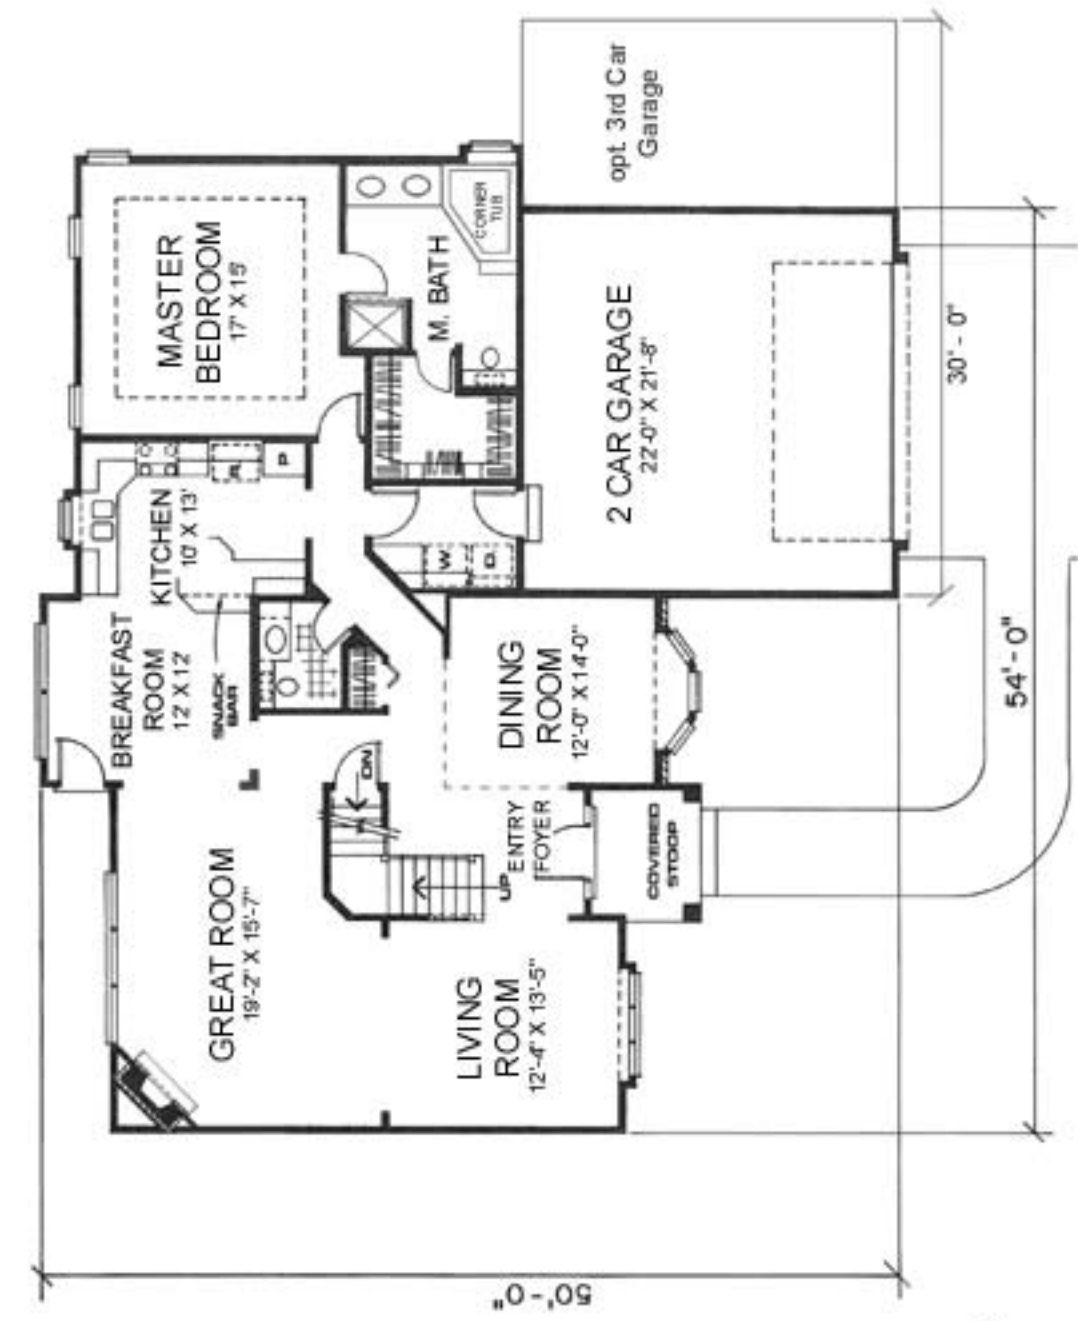 MASTER
BEDROOM
17' X 15'
CORNER
TUB
M. BATH
opt 3rd Car
Garage
2 CAR GARAGE
22'-0" X 21'-8"
30'-0"
KITCHEN
10' X 13'
R.
P
W.
D.
BREAKFAST
ROOM
12' X 12'
SNACK
BAR
DINING
ROOM
12'-0" X 14'-0"
54'-0"
DN
UP
ENTRY
FOYER
COVERED
STOOP
GREAT ROOM
19'-2" X 15'-7"
LIVING
ROOM
12'-4" X 13'-5"
50'-0"